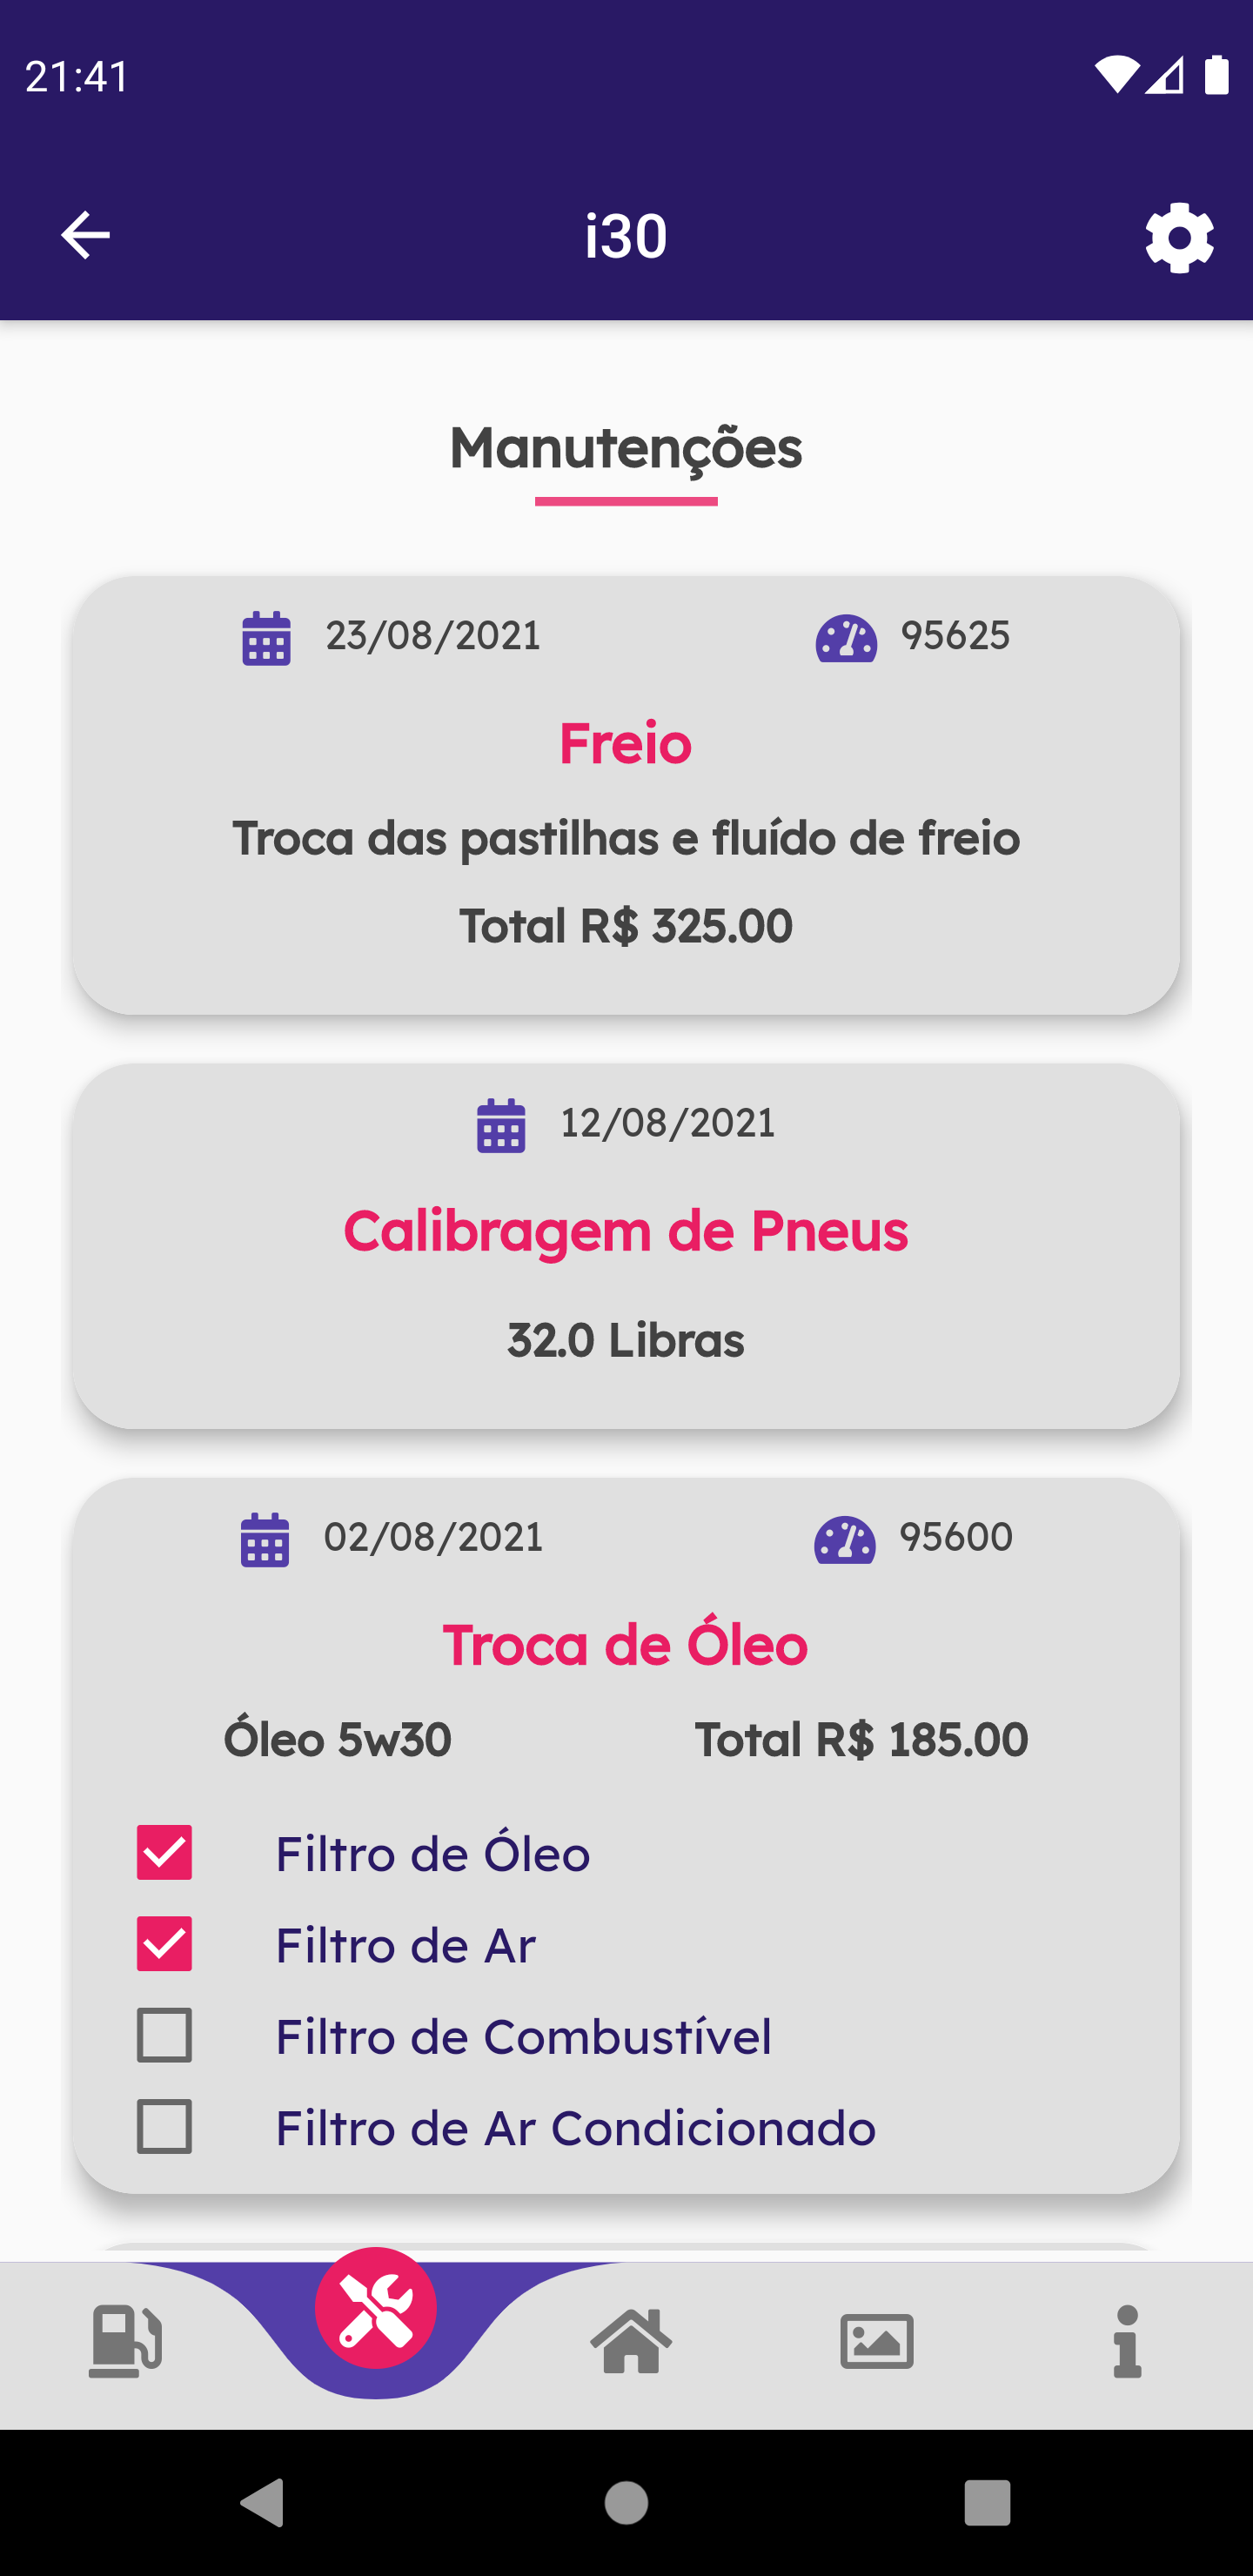 21:41
i30
Manutenções
23/08/2021 95625
Freio
Troca das pastilhas e fluído de freio
Total R$ 325.00
12/08/2021
Calibragem de Pneus
32.0 Libras
02/08/2021 95600
Troca de Óleo
Óleo 5w30 Total R$ 185.00
Filtro de Óleo
Filtro de Ar
Filtro de Combustível
Filtro de Ar Condicionado